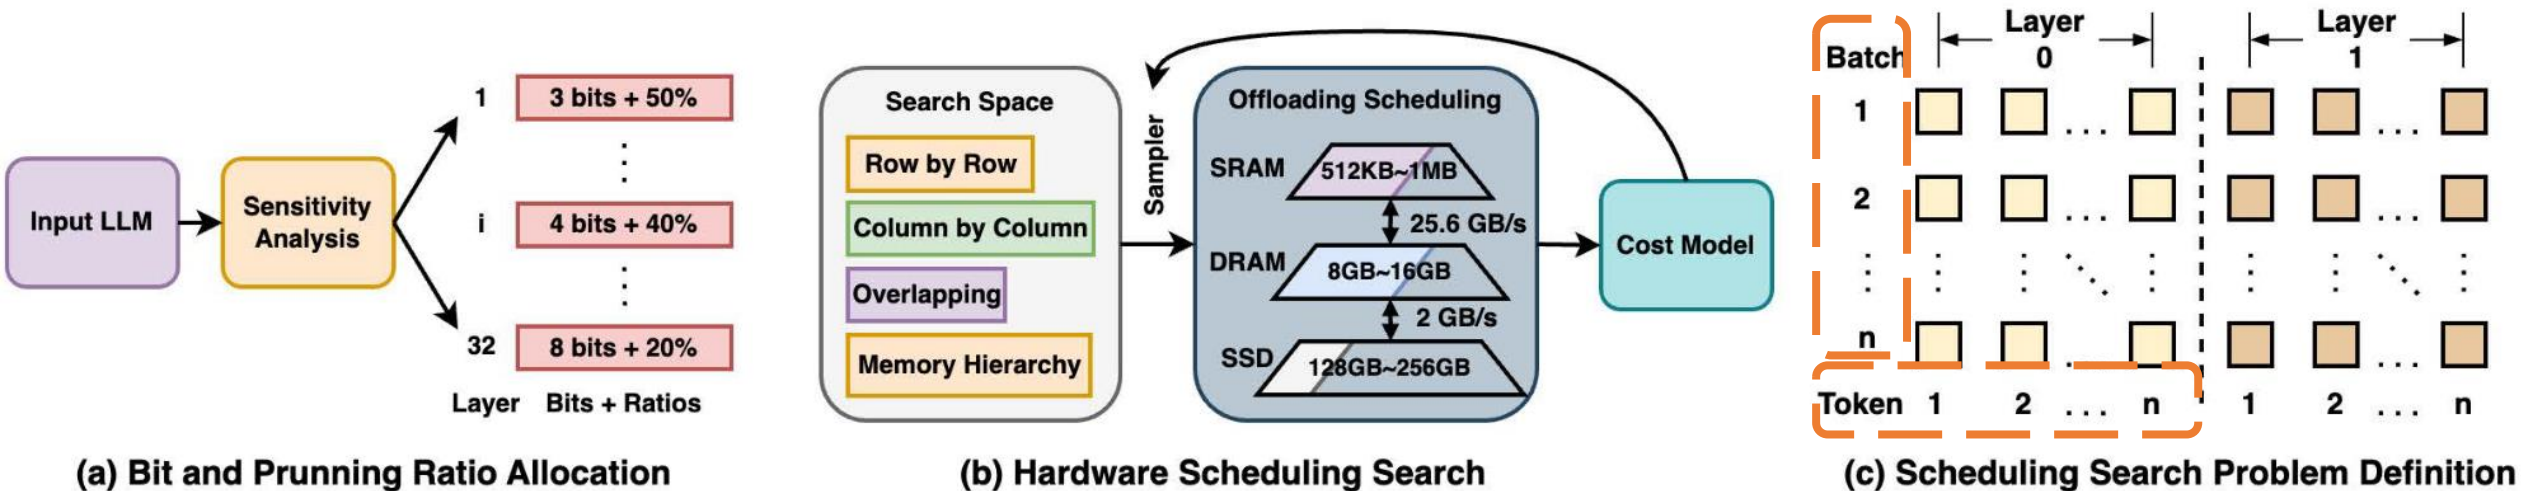 Input LLM
Sensitivity
Analysis
1
3 bits + 50%
i
4 bits + 40%
32
8 bits + 20%
Layer
Bits + Ratios
(a) Bit and Prunning Ratio Allocation
Search Space
Row by Row
Column by Column
Overlapping
Memory Hierarchy
Sampler
Offloading Scheduling
SRAM
512KB~1MB
25.6 GB/s
DRAM
8GB~16GB
2 GB/s
SSD
128GB~256GB
Cost Model
(b) Hardware Scheduling Search
Batch
Layer
0
Layer
1
1
. . .
. . .
2
. . .
. . .
n
. . .
Token 1 2 . . . n 1 2 . . . n
(c) Scheduling Search Problem Definition